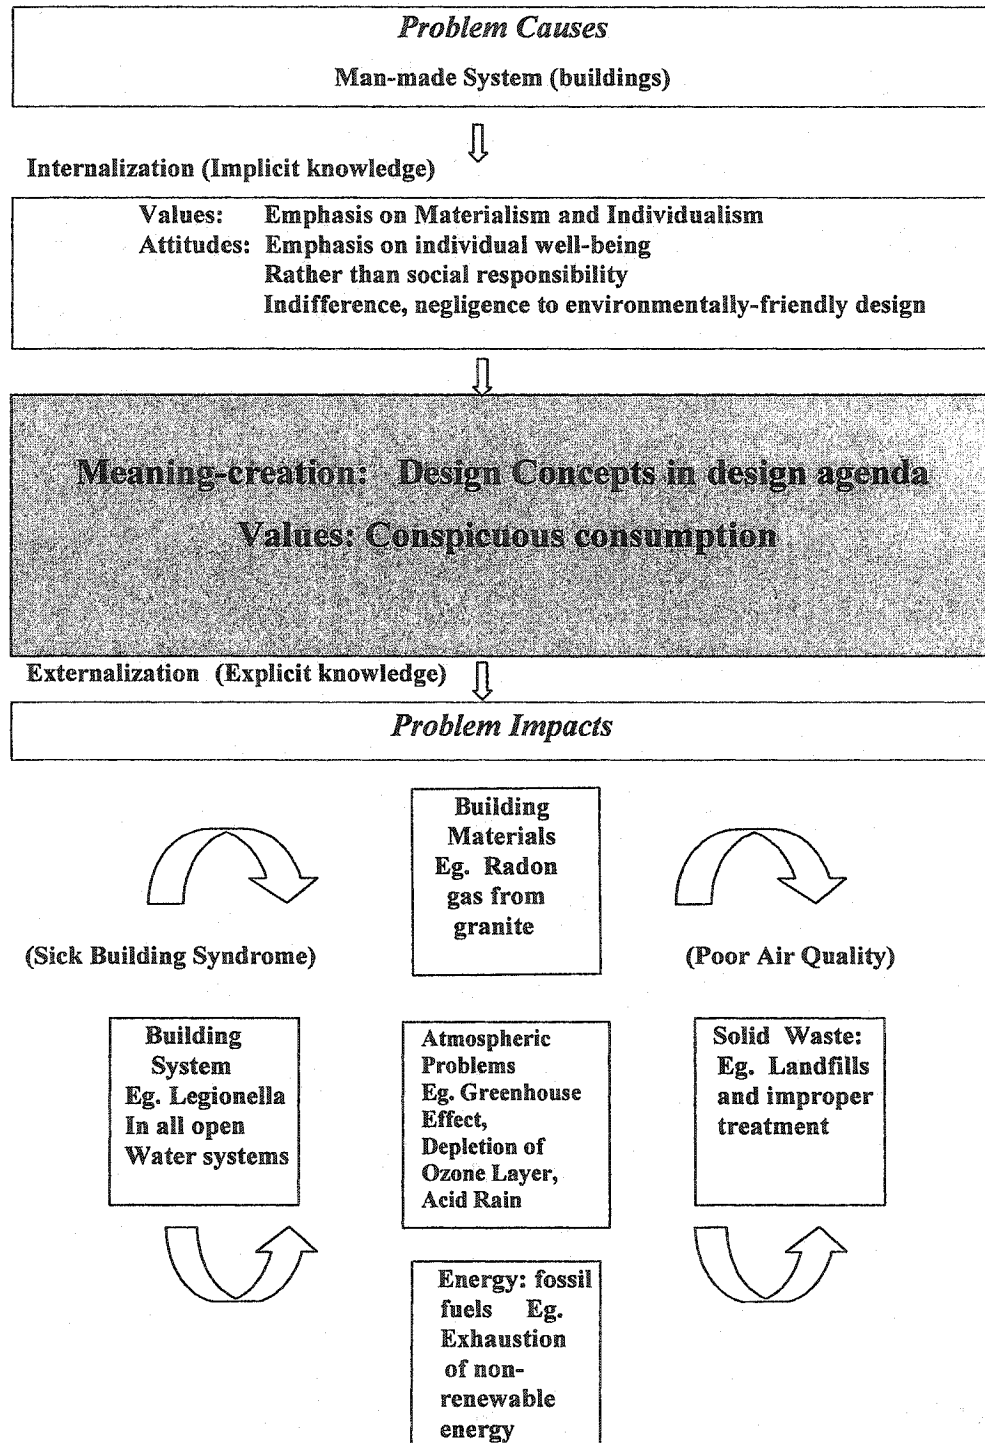 Problem Causes
Man-made System (buildings)
Internalization (Implicit knowledge)
Values: Emphasis on Materialism and Individualism
Attitudes: Emphasis on individual well-being
Rather than social responsibility
Indifference, negligence to environmentally-friendly design
Meaning-creation: Design Concepts in design agenda
Values: Conspicuous consumption
Externalization (Explicit knowledge)
Problem Impacts
Building
Materials
Eg. Radon
gas from
granite
(Sick Building Syndrome)
(Poor Air Quality)
Building
System
Eg. Legionella
In all open
Water systems
Atmospheric
Problems
Eg. Greenhouse
Effect,
Depletion of
Ozone Layer,
Acid Rain
Solid Waste:
Eg. Landfills
and improper
treatment
Energy: fossil
fuels Eg.
Exhaustion
of non-
renewable
energy